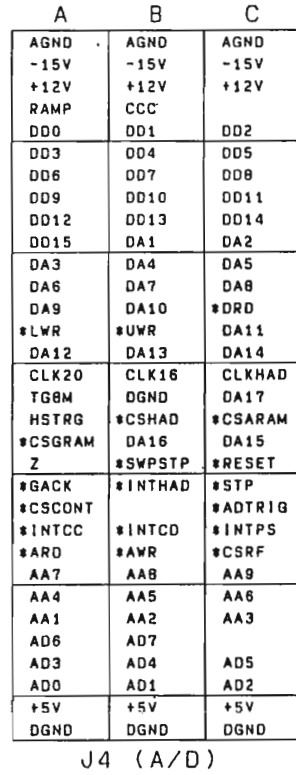 A B C
AGND AGND AGND
-15V -15V -15V
+12V +12V +12V
RAMP CCC
DD0 DD1 DD2
DD3 DD4 DD5
DD6 DD7 DD8
DD9 DD10 DD11
DD12 DD13 DD14
DD15 DA1 DA2
DA3 DA4 DA5
DA6 DA7 DA8
DA9 DA10 *DRD
*LWR *UWR DA11
DA12 DA13 DA14
CLK20 CLK16 CLKHAD
TG8M DGND DA17
HSTRG *CSHAD *CSARAM
*CSGRAM DA16 DA15
Z *SWPSTP *RESET
*GACK *INTHAD *STP
*CSCONT *ADTRIG
*INTCC *INTCD *INTPS
*ARD *AWR *CSRF
AA7 AA8 AA9
AA4 AA5 AA6
AA1 AA2 AA3
AD6 AD7
AD3 AD4 AD5
AD0 AD1 AD2
+5V +5V +5V
DGND DGND DGND
J4 (A/D)